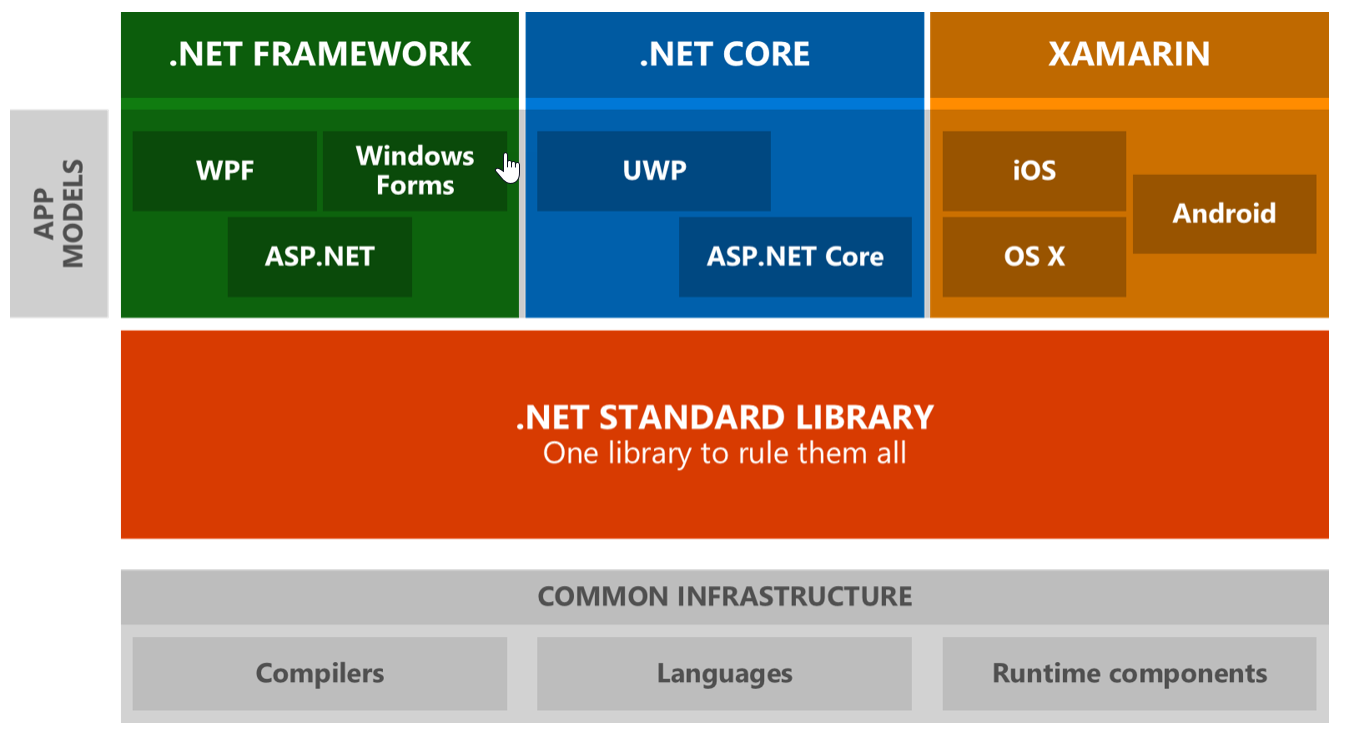 .NET FRAMEWORK
.NET CORE
XAMARIN
APP
MODELS
WPF
Windows
Forms
ASP.NET
UWP
ASP.NET Core
iOS
Android
OS X
.NET STANDARD LIBRARY
One library to rule them all
COMMON INFRASTRUCTURE
Compilers
Languages
Runtime components